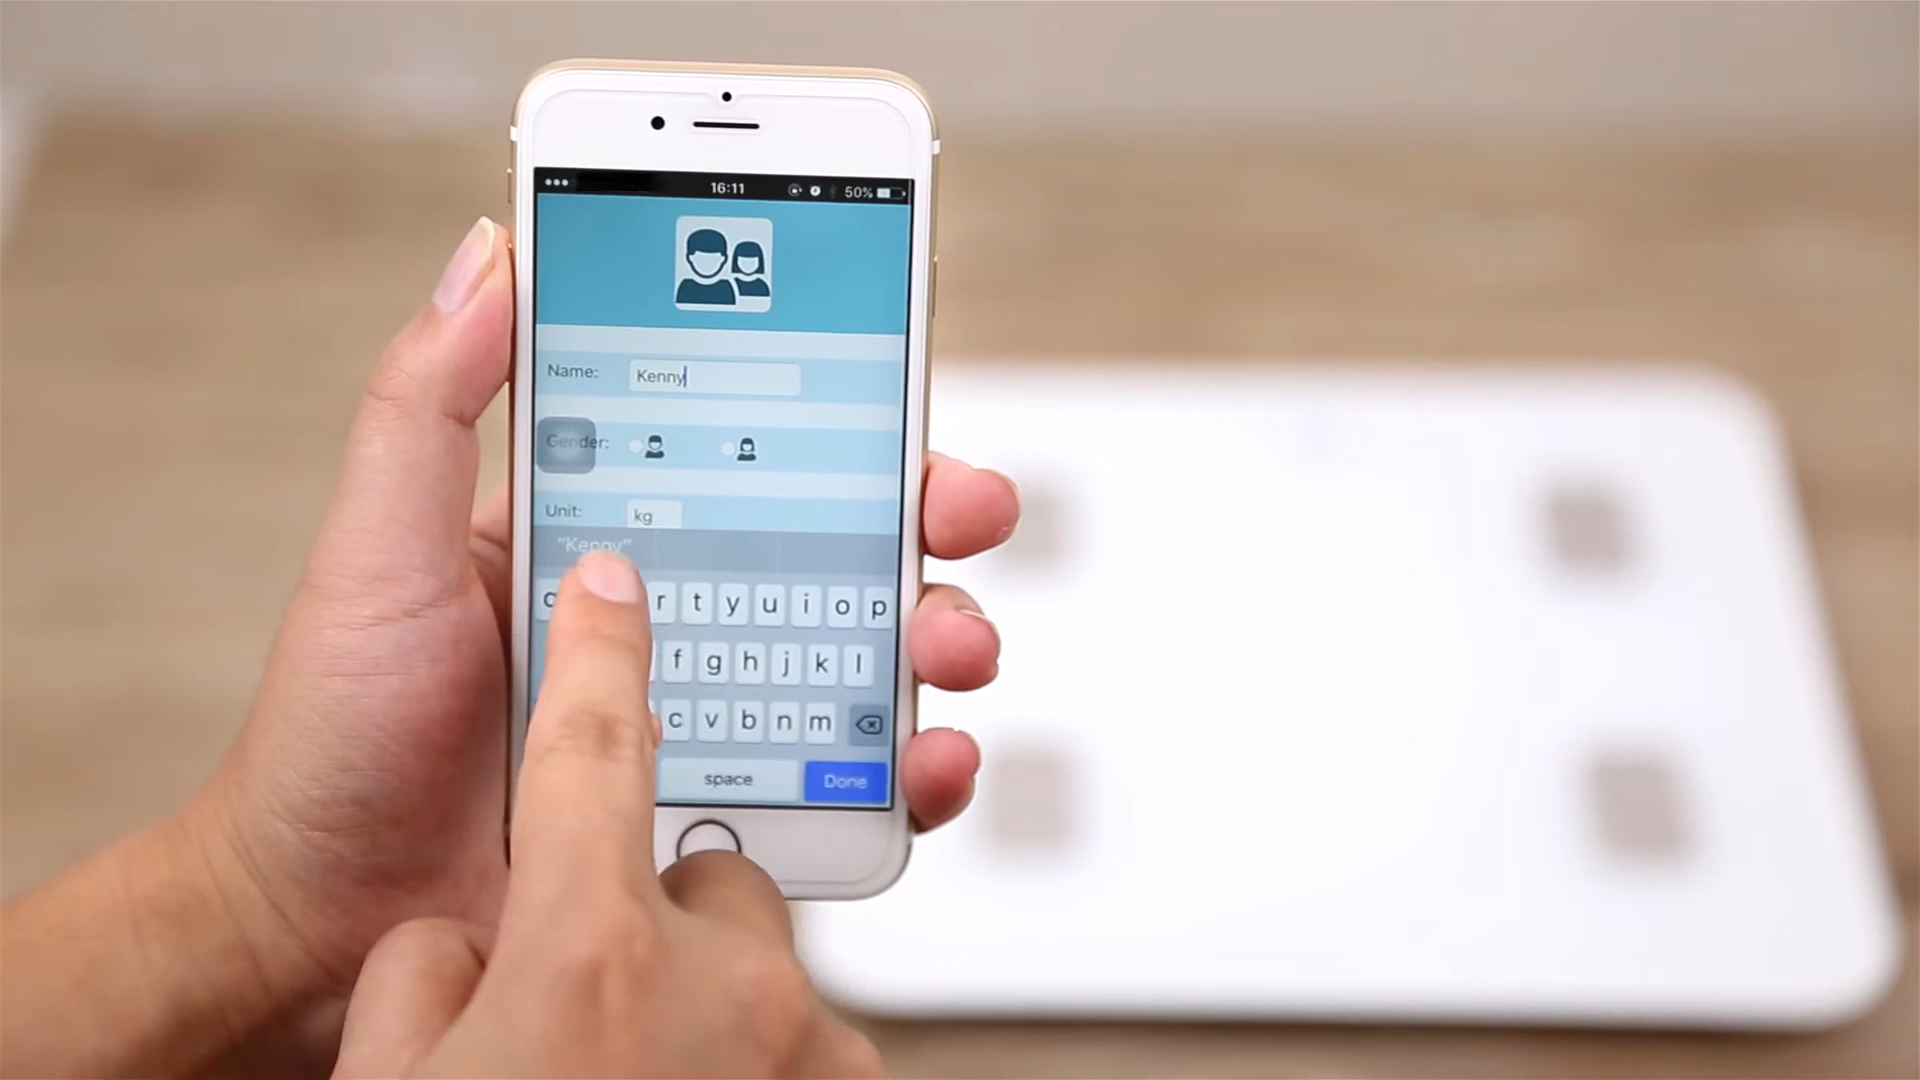 16:11 50%
Name: Kenny
Gender:
Unit: kg
"Kenny"
r t y u i o p
f g h j k l
c v b n m
space Done